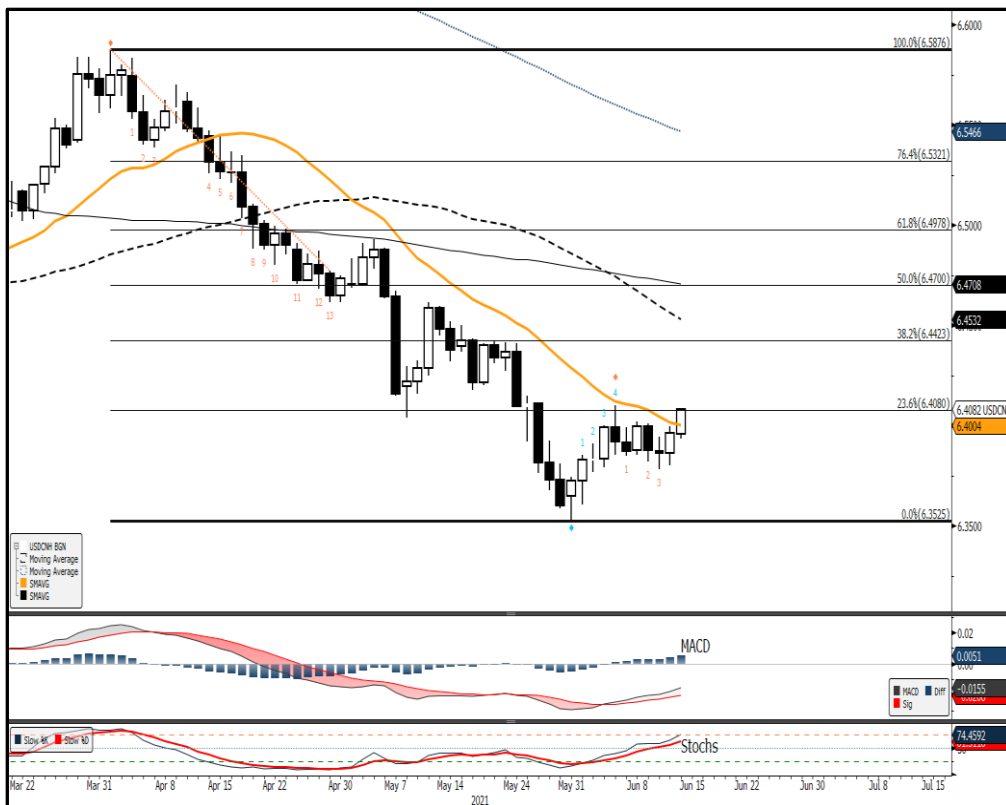 6.6000
100.0%(6.5876)
6.5466
76.4%(6.5321)
6.5000
61.8%(6.4978)
50.0%(6.4700)
6.4708
6.4532
38.2%(6.4423)
23.6%(6.4080)
6.4082 USDCN
6.4004
0.0%(6.3525)
6.3500
1
2
3
4
5
6
7
8
9
10
11
12
13
1
2
3
4
1
2
3
USDCNH BGN
Moving Average
Moving Average
SMAVG
SMAVG
MACD
0.02
0.0051
0.00
-0.0155
MACD
Diff
Sig
Slow %K
Slow %D
Stochs
74.4592
Mar 22
Mar 31
Apr 8
Apr 15
Apr 22
Apr 30
May 7
May 14
May 24
May 31
Jun 8
Jun 15
Jun 22
Jun 30
Jul 8
Jul 15
2021